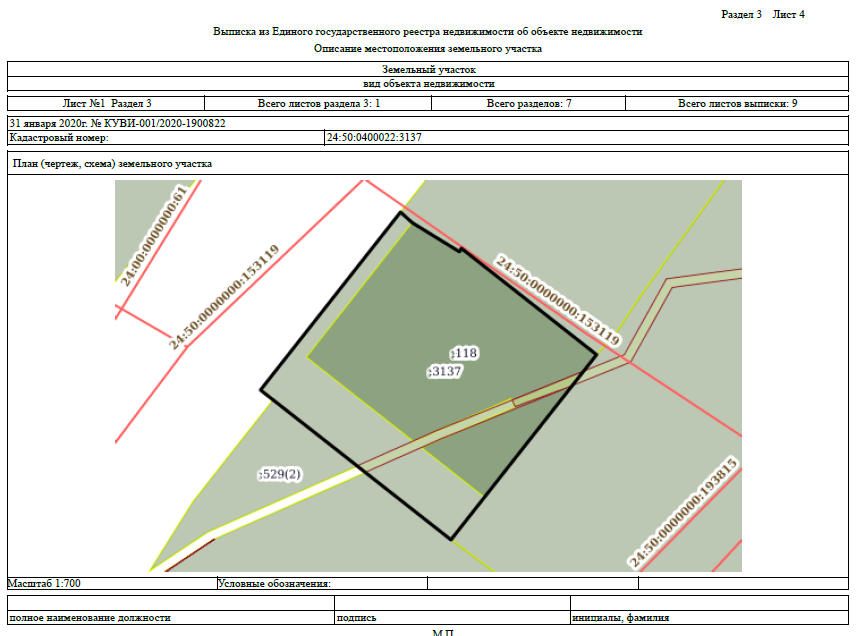 Раздел 3 Лист 4
Выписка из Единого государственного реестра недвижимости об объекте недвижимости
Описание местоположения земельного участка
Земельный участок
вид объекта недвижимости
Лист №1 Раздел 3 Всего листов раздела 3: 1 Всего разделов: 7 Всего листов выписки: 9
31 января 2020г. № КУВИ-001/2020-1900822
Кадастровый номер: 24:50:0400022:3137
План (чертеж, схема) земельного участка
24:00:0000000:61
24:50:0000000:153119
24:50:0000000:153119
:118
:3137
:529(2)
24:50:0000000:193815
Масштаб 1:700 Условные обозначения:
полное наименование должности подпись инициалы, фамилия
М.П.